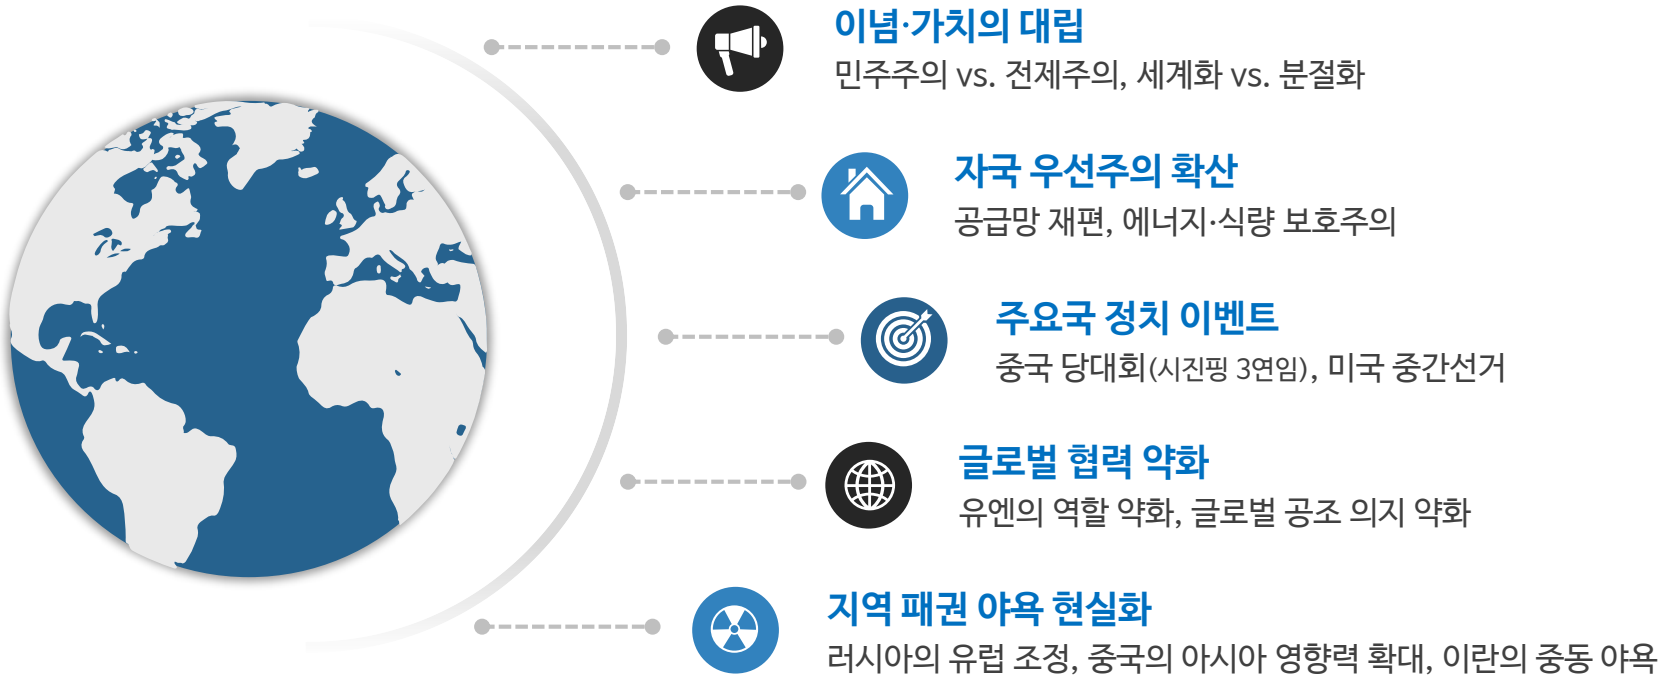 이념·가치의 대립
민주주의 vs. 전제주의, 세계화 vs. 분절화
자국 우선주의 확산
공급망 재편, 에너지·식량 보호주의
주요국 정치 이벤트
중국 당대회(시진핑 3연임), 미국 중간선거
글로벌 협력 약화
유엔의 역할 약화, 글로벌 공조 의지 약화
지역 패권 야욕 현실화
러시아의 유럽 조정, 중국의 아시아 영향력 확대, 이란의 중동 야욕